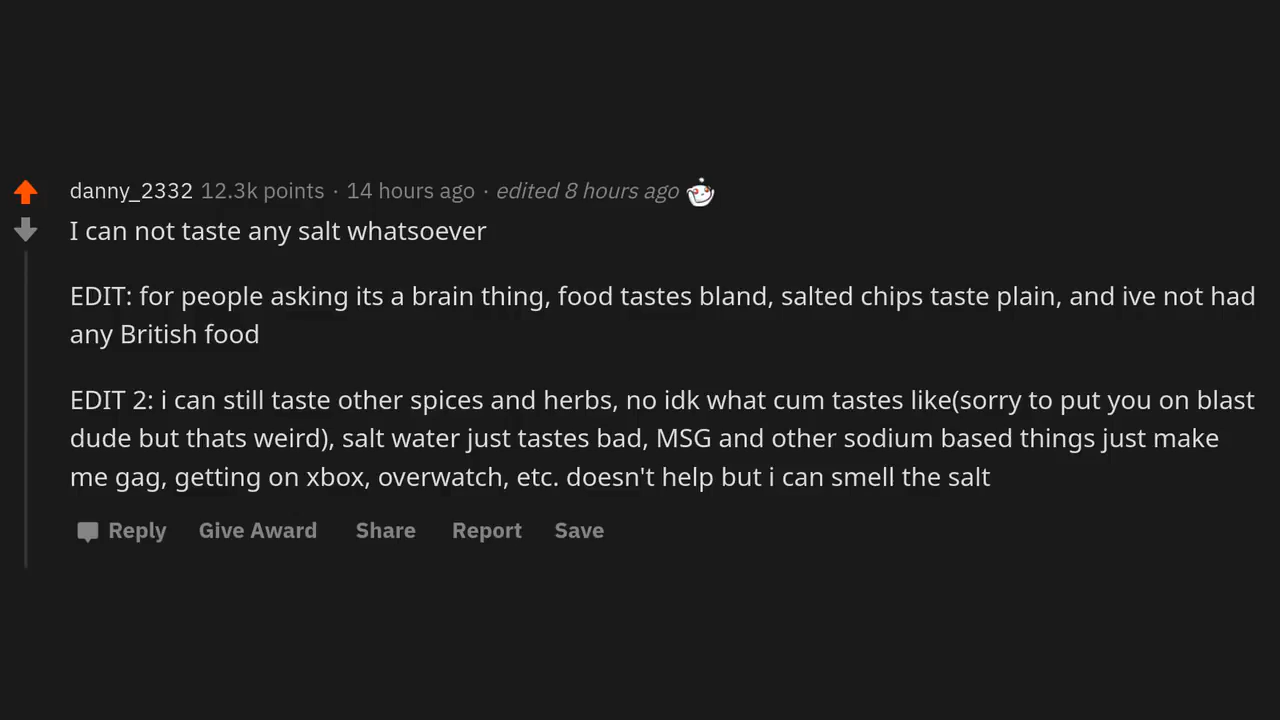 danny_2332 12.3k points · 14 hours ago · edited 8 hours ago
I can not taste any salt whatsoever
EDIT: for people asking its a brain thing, food tastes bland, salted chips taste plain, and ive not had
any British food
EDIT 2: i can still taste other spices and herbs, no idk what cum tastes like(sorry to put you on blast
dude but thats weird), salt water just tastes bad, MSG and other sodium based things just make
me gag, getting on xbox, overwatch, etc. doesn't help but i can smell the salt
Reply Give Award Share Report Save